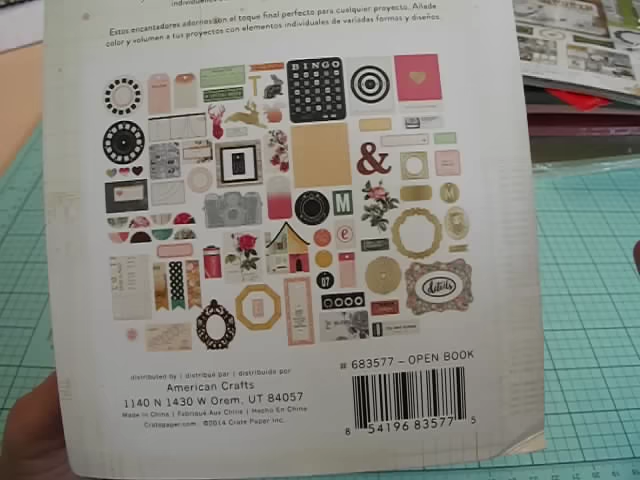 Estos encantadores adornos son el toque final perfecto para cualquier proyecto. Añade
color y volumen a tus proyectos con elementos individuales de variadas formas y diseños.
BINGO
T
&
M
M
e
07
details
# 683577 – OPEN BOOK
distributed by | distribué par | distribuido por
American Crafts
1140 N 1430 W Orem, UT 84057
Made In China | Fabriqué Aux Chine | Hecho En China
Cratepaper.com ©2014 Crate Paper Inc.
8 54196 83577 5